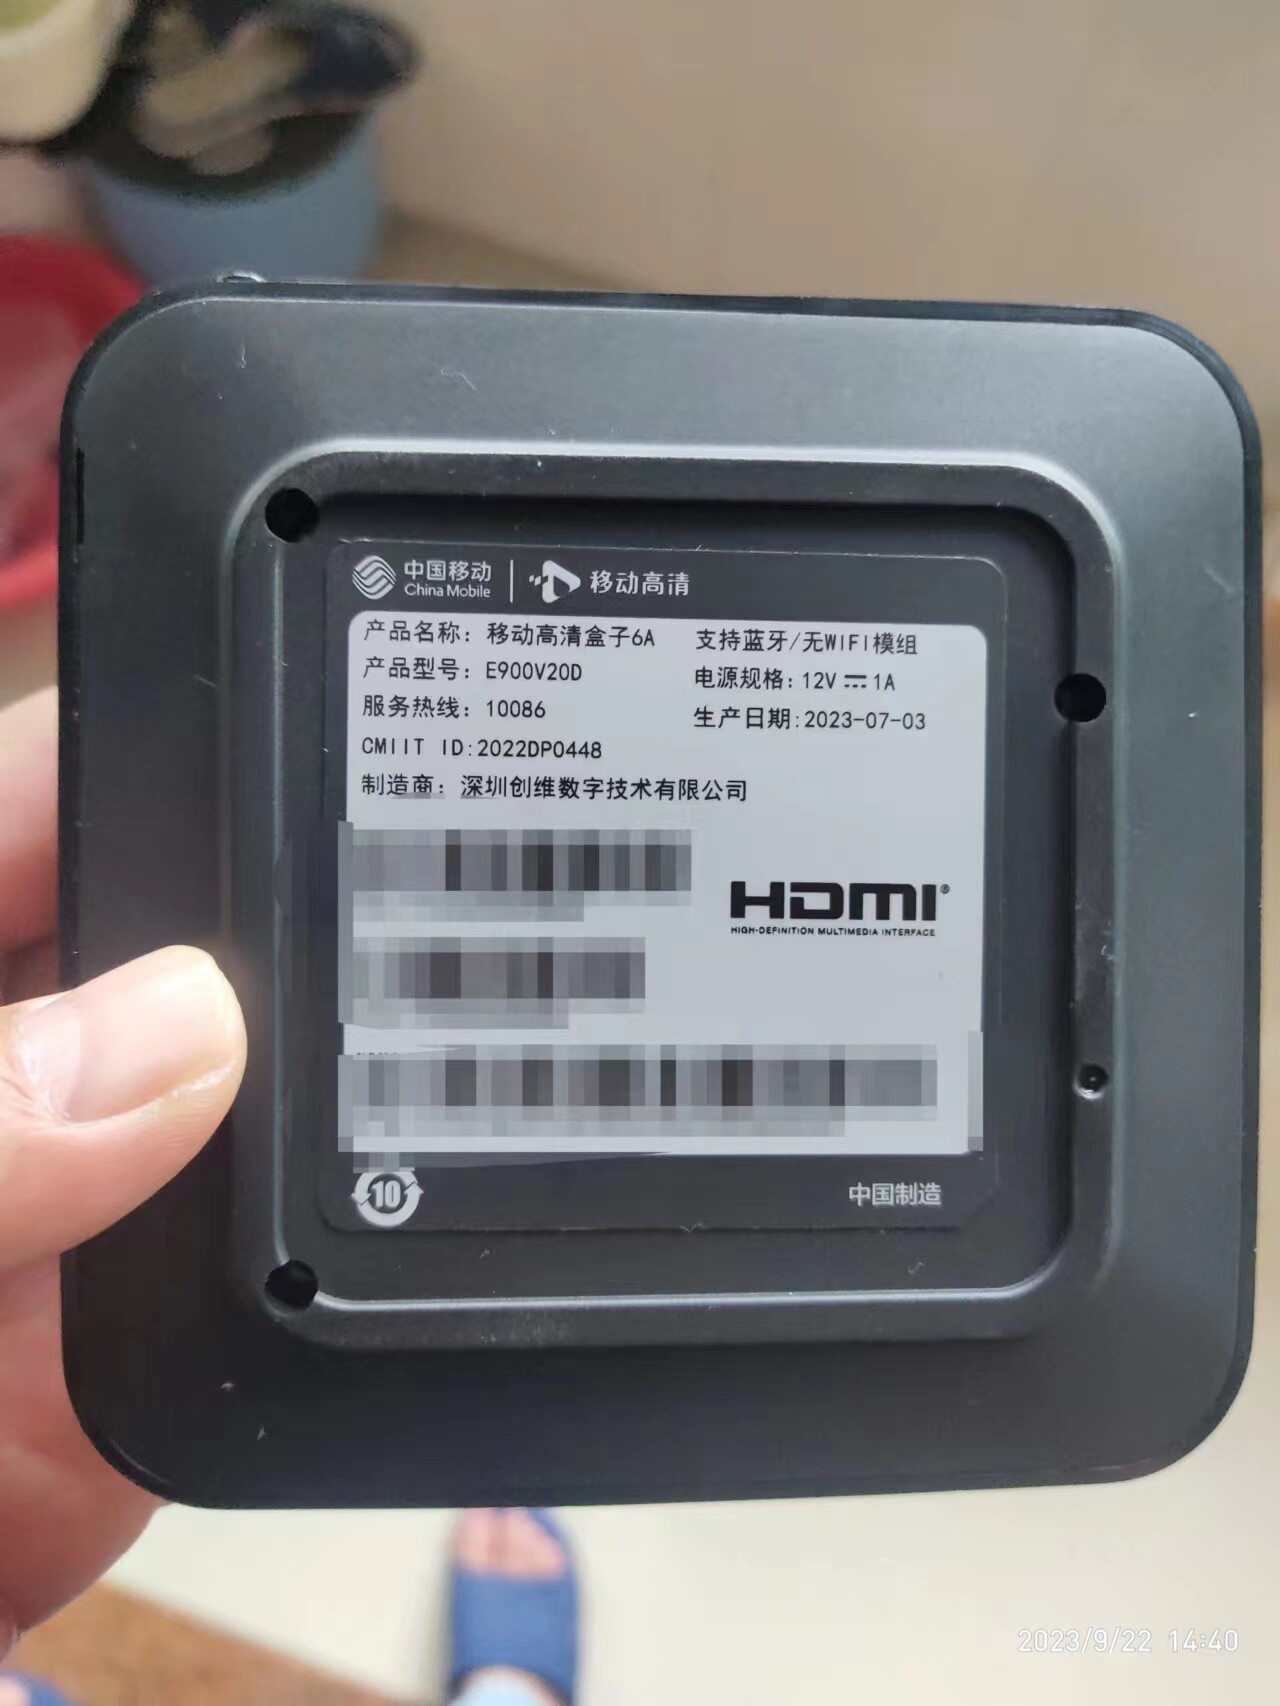 中国移动 China Mobile | 移动高清
产品名称: 移动高清盒子6A
支持蓝牙/无WIFI模组
产品型号: E900V20D
电源规格: 12V ⎓ 1A
服务热线: 10086
生产日期:2023-07-03
CMIIT ID:2022DP0448
制造商: 深圳创维数字技术有限公司
HDMI®
HIGH-DEFINITION MULTIMEDIA INTERFACE
10
中国制造
2023/9/22 14:40